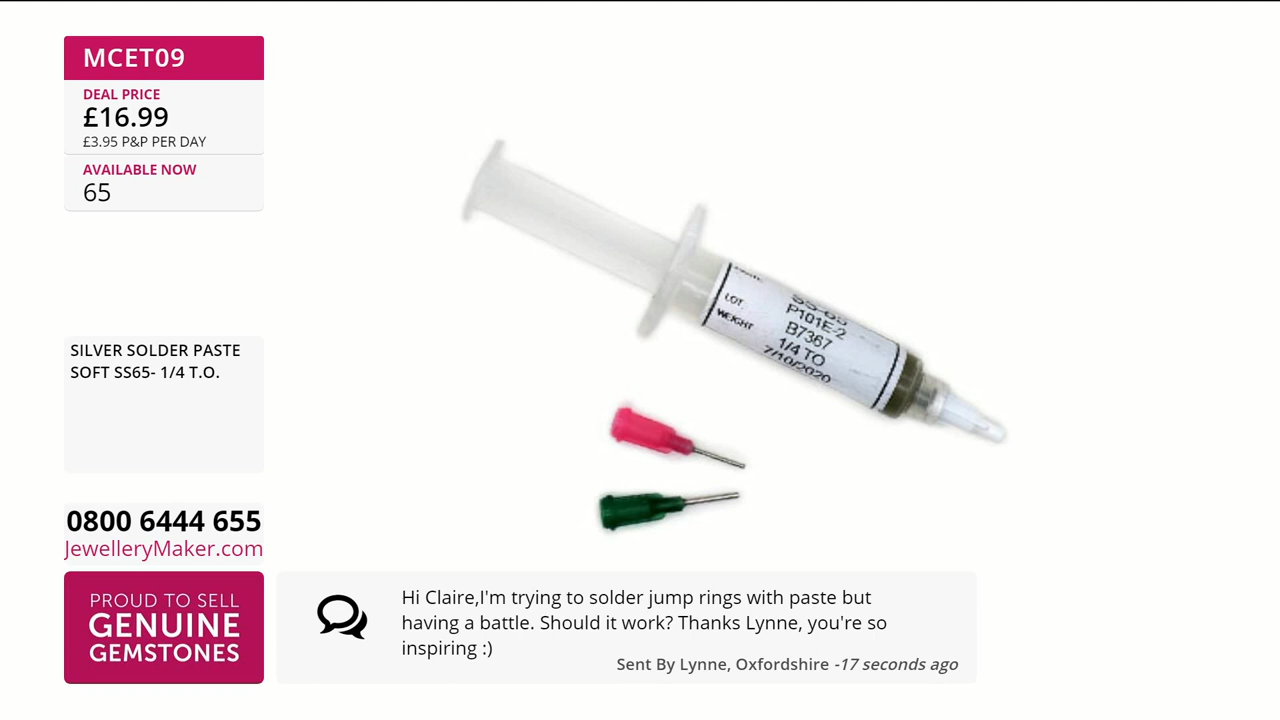 MCET09
DEAL PRICE
£16.99
£3.95 P&P PER DAY
AVAILABLE NOW
65
SILVER SOLDER PASTE
SOFT SS65- 1/4 T.O.
0800 6444 655
JewelleryMaker.com
PROUD TO SELL
GENUINE
GEMSTONES
SS-65
P101E-2
LOT
B7367
WEIGHT
1/4 TO
7/10/2020
Hi Claire,I'm trying to solder jump rings with paste but
having a battle. Should it work? Thanks Lynne, you're so
inspiring :)
Sent By Lynne, Oxfordshire -17 seconds ago